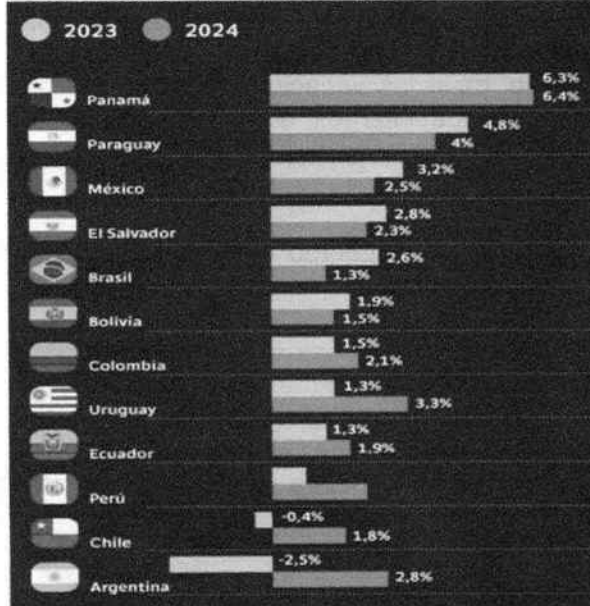 2023 2024
Panamá
6,3%
6,4%
Paraguay
4,8%
4%
México
3,2%
2,5%
El Salvador
2,8%
2,3%
Brasil
2,6%
1,3%
Bolivia
1,9%
1,5%
Colombia
1,5%
2,1%
Uruguay
1,3%
3,3%
Ecuador
1,3%
1,9%
Perú
Chile
-0,4%
1,8%
Argentina
-2,5%
2,8%